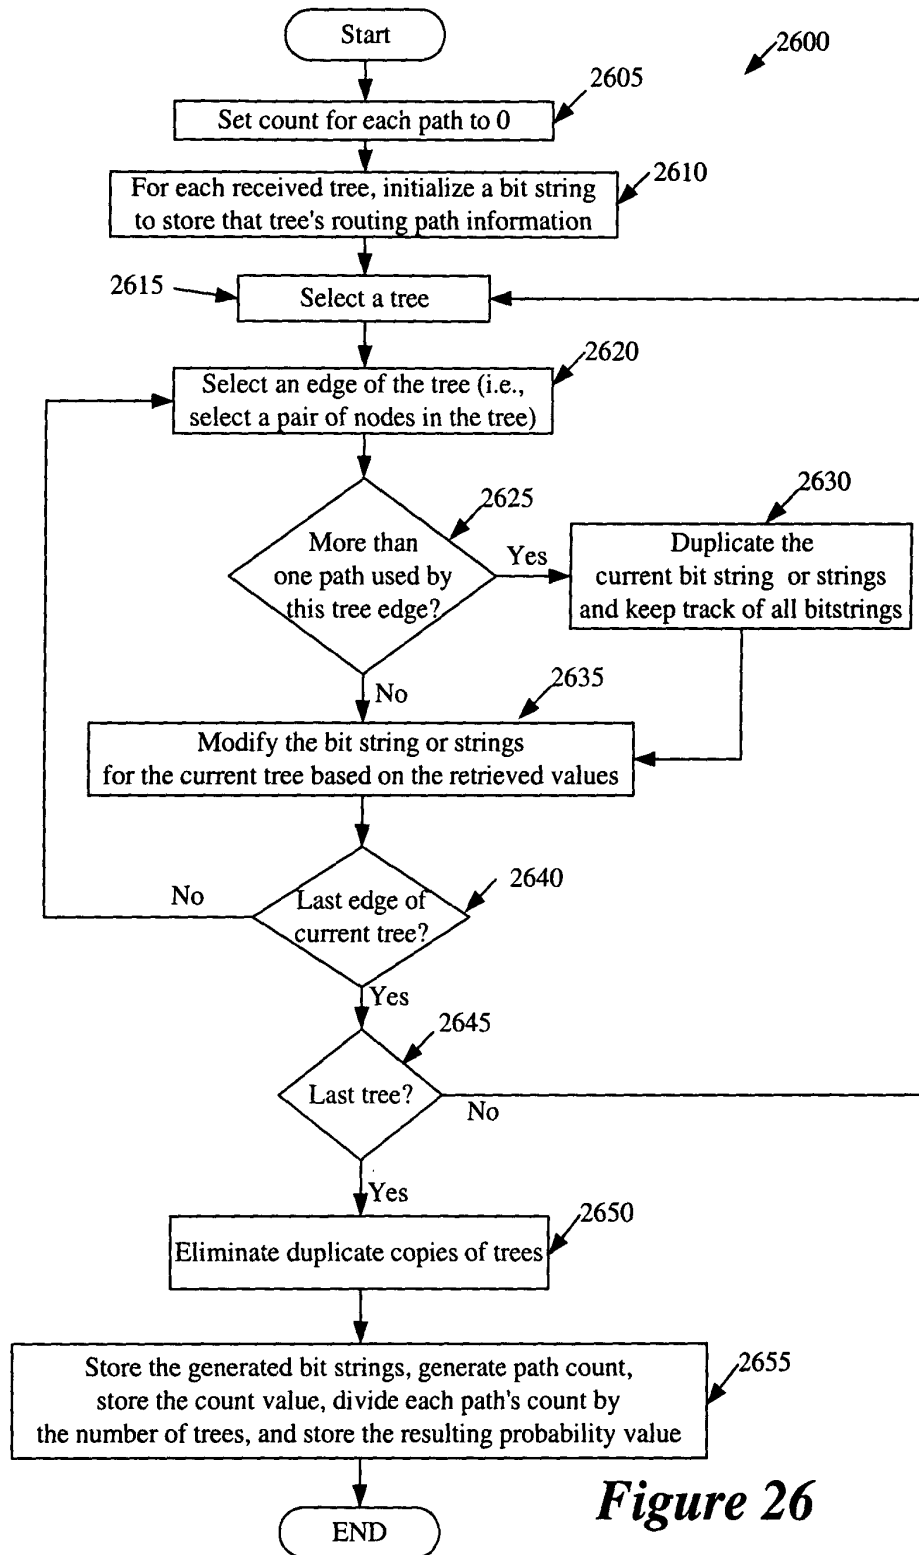 Start
2600
2605
Set count for each path to 0
2610
For each received tree, initialize a bit string
to store that tree's routing path information
2615
Select a tree
2620
Select an edge of the tree (i.e.,
select a pair of nodes in the tree)
2625
More than
one path used by
this tree edge?
Yes
2630
Duplicate the
current bit string or strings
and keep track of all bitstrings
No
2635
Modify the bit string or strings
for the current tree based on the retrieved values
No
2640
Last edge of
current tree?
Yes
2645
Last tree?
No
Yes
2650
Eliminate duplicate copies of trees
2655
Store the generated bit strings, generate path count,
store the count value, divide each path's count by
the number of trees, and store the resulting probability value
END
Figure 26